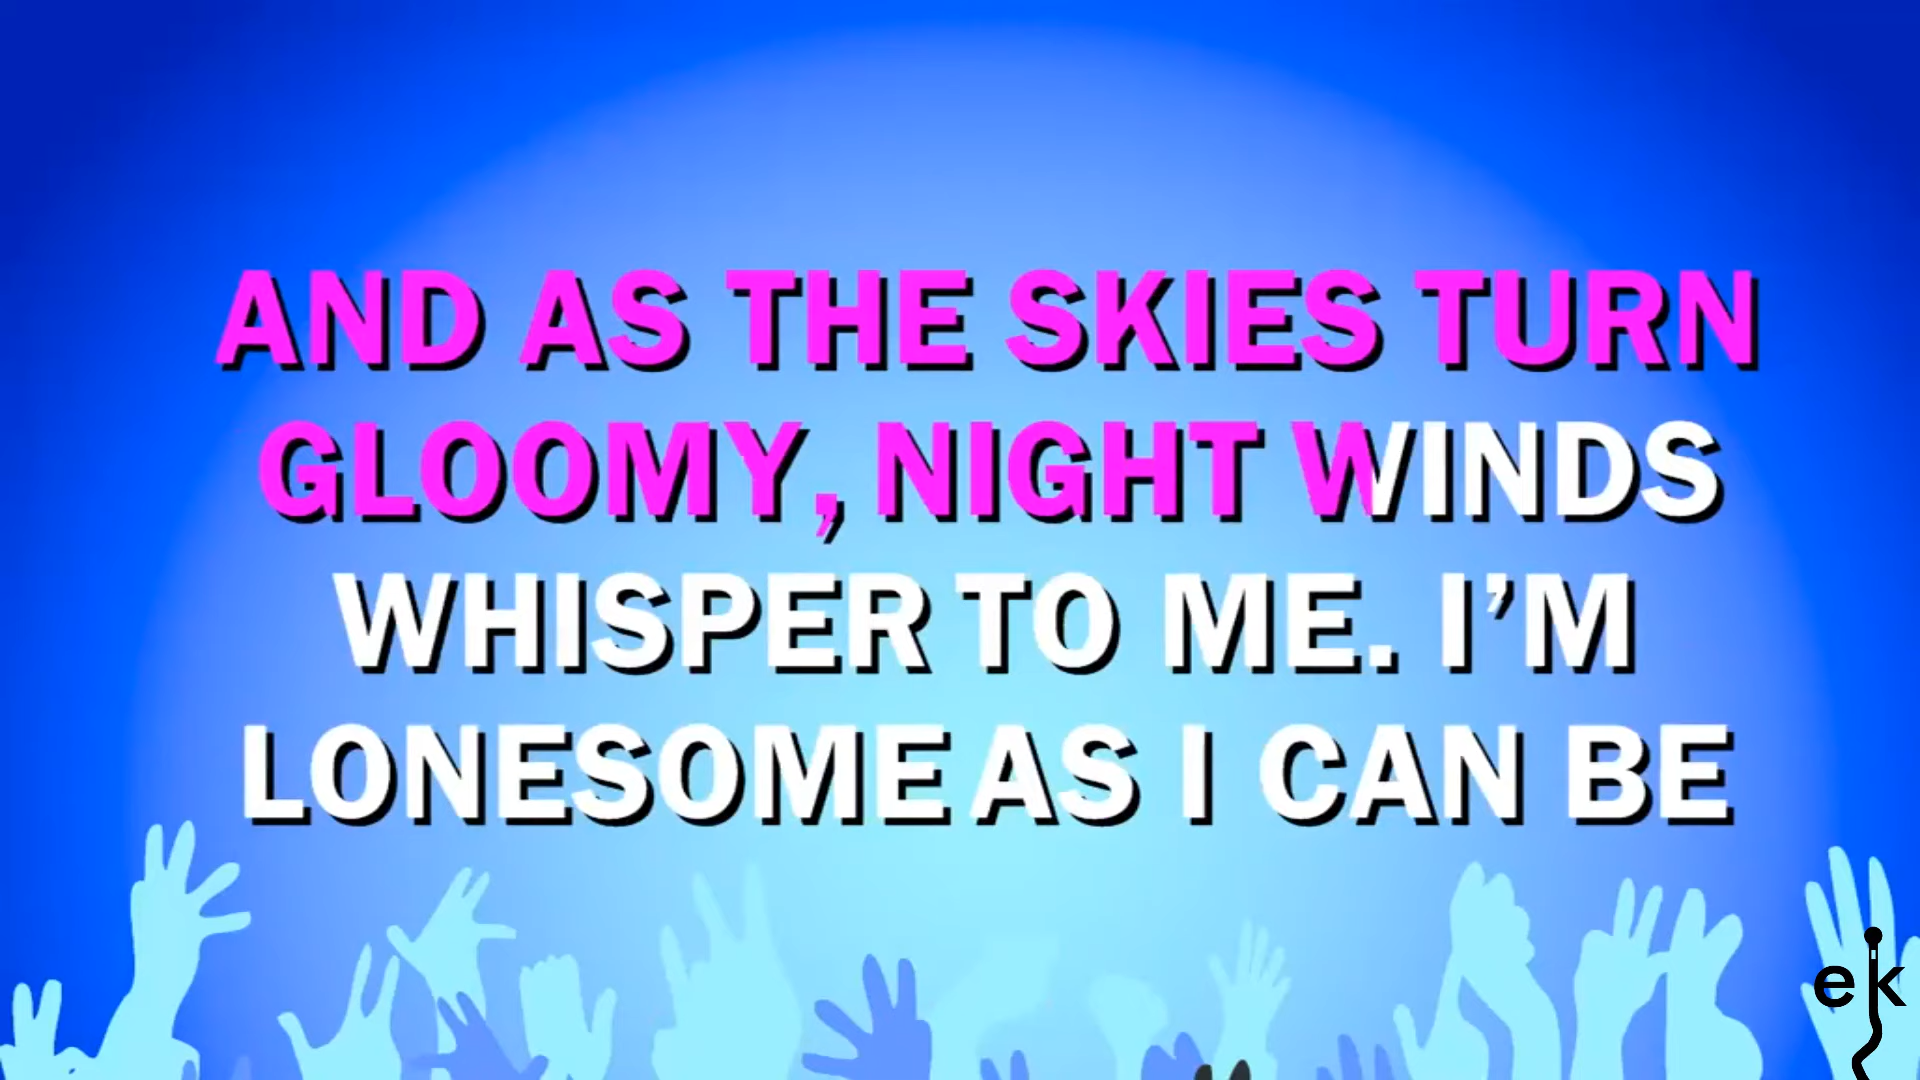 AND AS THE SKIES TURN
GLOOMY, NIGHT WINDS
WHISPER TO ME. I’M
LONESOME AS I CAN BE
ek